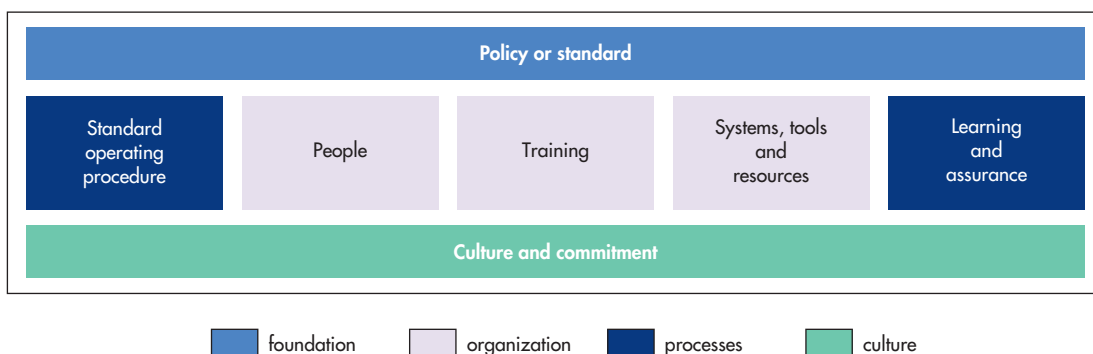 Policy or standard
Standard
operating
procedure
People
Training
Systems, tools
and
resources
Learning
and
assurance
Culture and commitment
foundation
organization
processes
culture